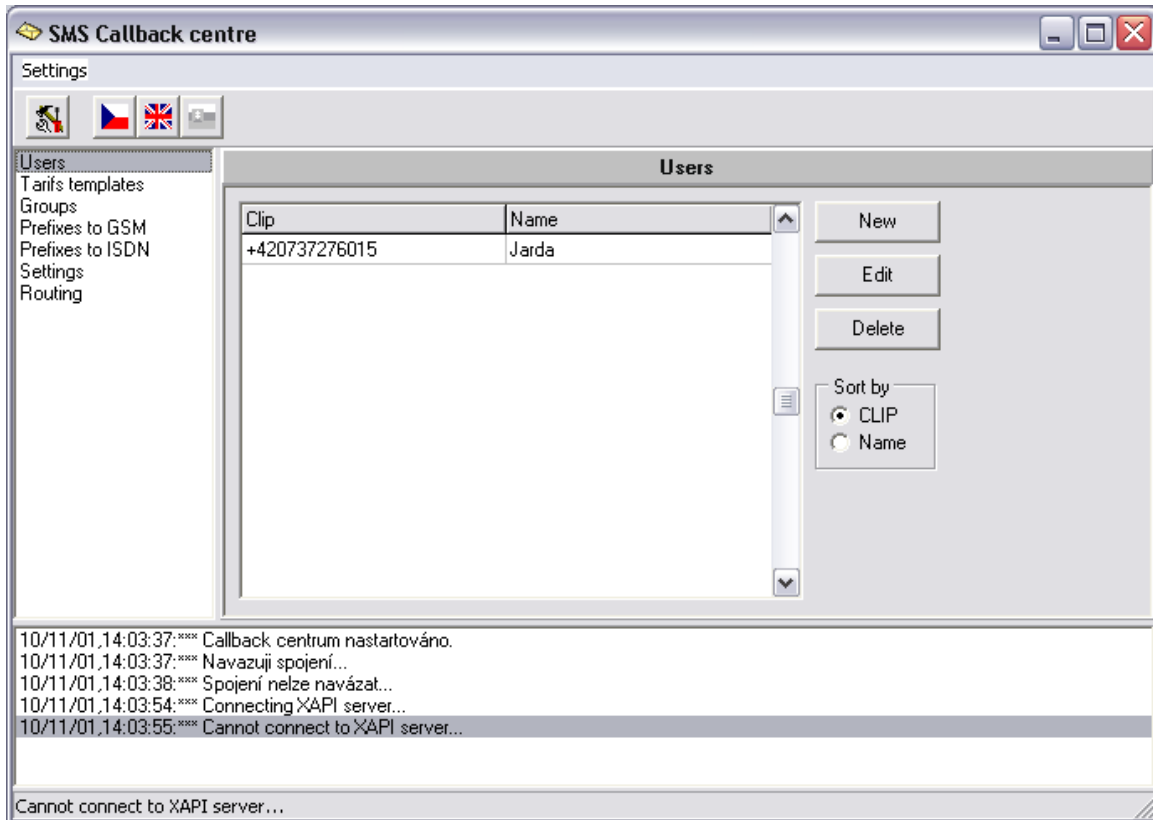 SMS Callback centre
Settings
Users
Tarifs templates
Groups
Prefixes to GSM
Prefixes to ISDN
Settings
Routing
Users
Clip Name
+420737276015 Jarda
New
Edit
Delete
Sort by
CLIP
Name
10/11/01,14:03:37:*** Callback centrum nastartováno.
10/11/01,14:03:37:*** Navazuji spojení...
10/11/01,14:03:38:*** Spojení nelze navázat...
10/11/01,14:03:54:*** Connecting XAPI server...
10/11/01,14:03:55:*** Cannot connect to XAPI server...
Cannot connect to XAPI server...